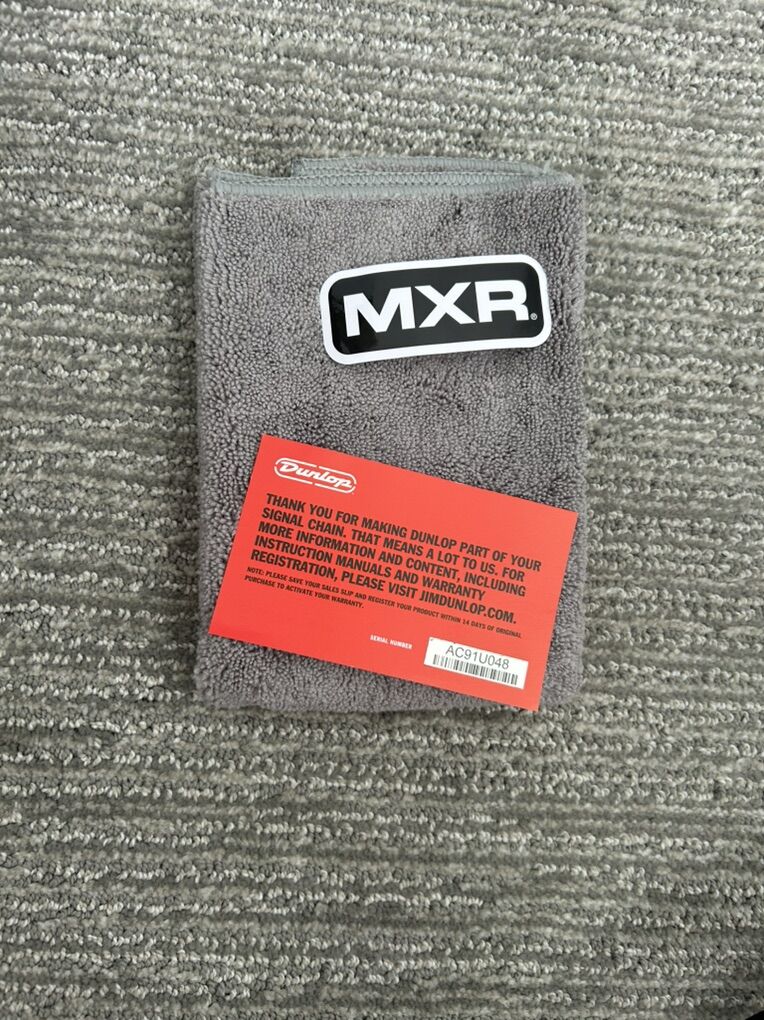 MXR®
Dunlop
THANK YOU FOR MAKING DUNLOP PART OF YOUR
SIGNAL CHAIN. THAT MEANS A LOT TO US. FOR
MORE INFORMATION AND CONTENT, INCLUDING
INSTRUCTION MANUALS AND WARRANTY
REGISTRATION, PLEASE VISIT JIMDUNLOP.COM.
NOTE: PLEASE SAVE YOUR SALES SLIP AND REGISTER YOUR PRODUCT WITHIN 14 DAYS OF ORIGINAL
PURCHASE TO ACTIVATE YOUR WARRANTY.
SERIAL NUMBER
AC91U048